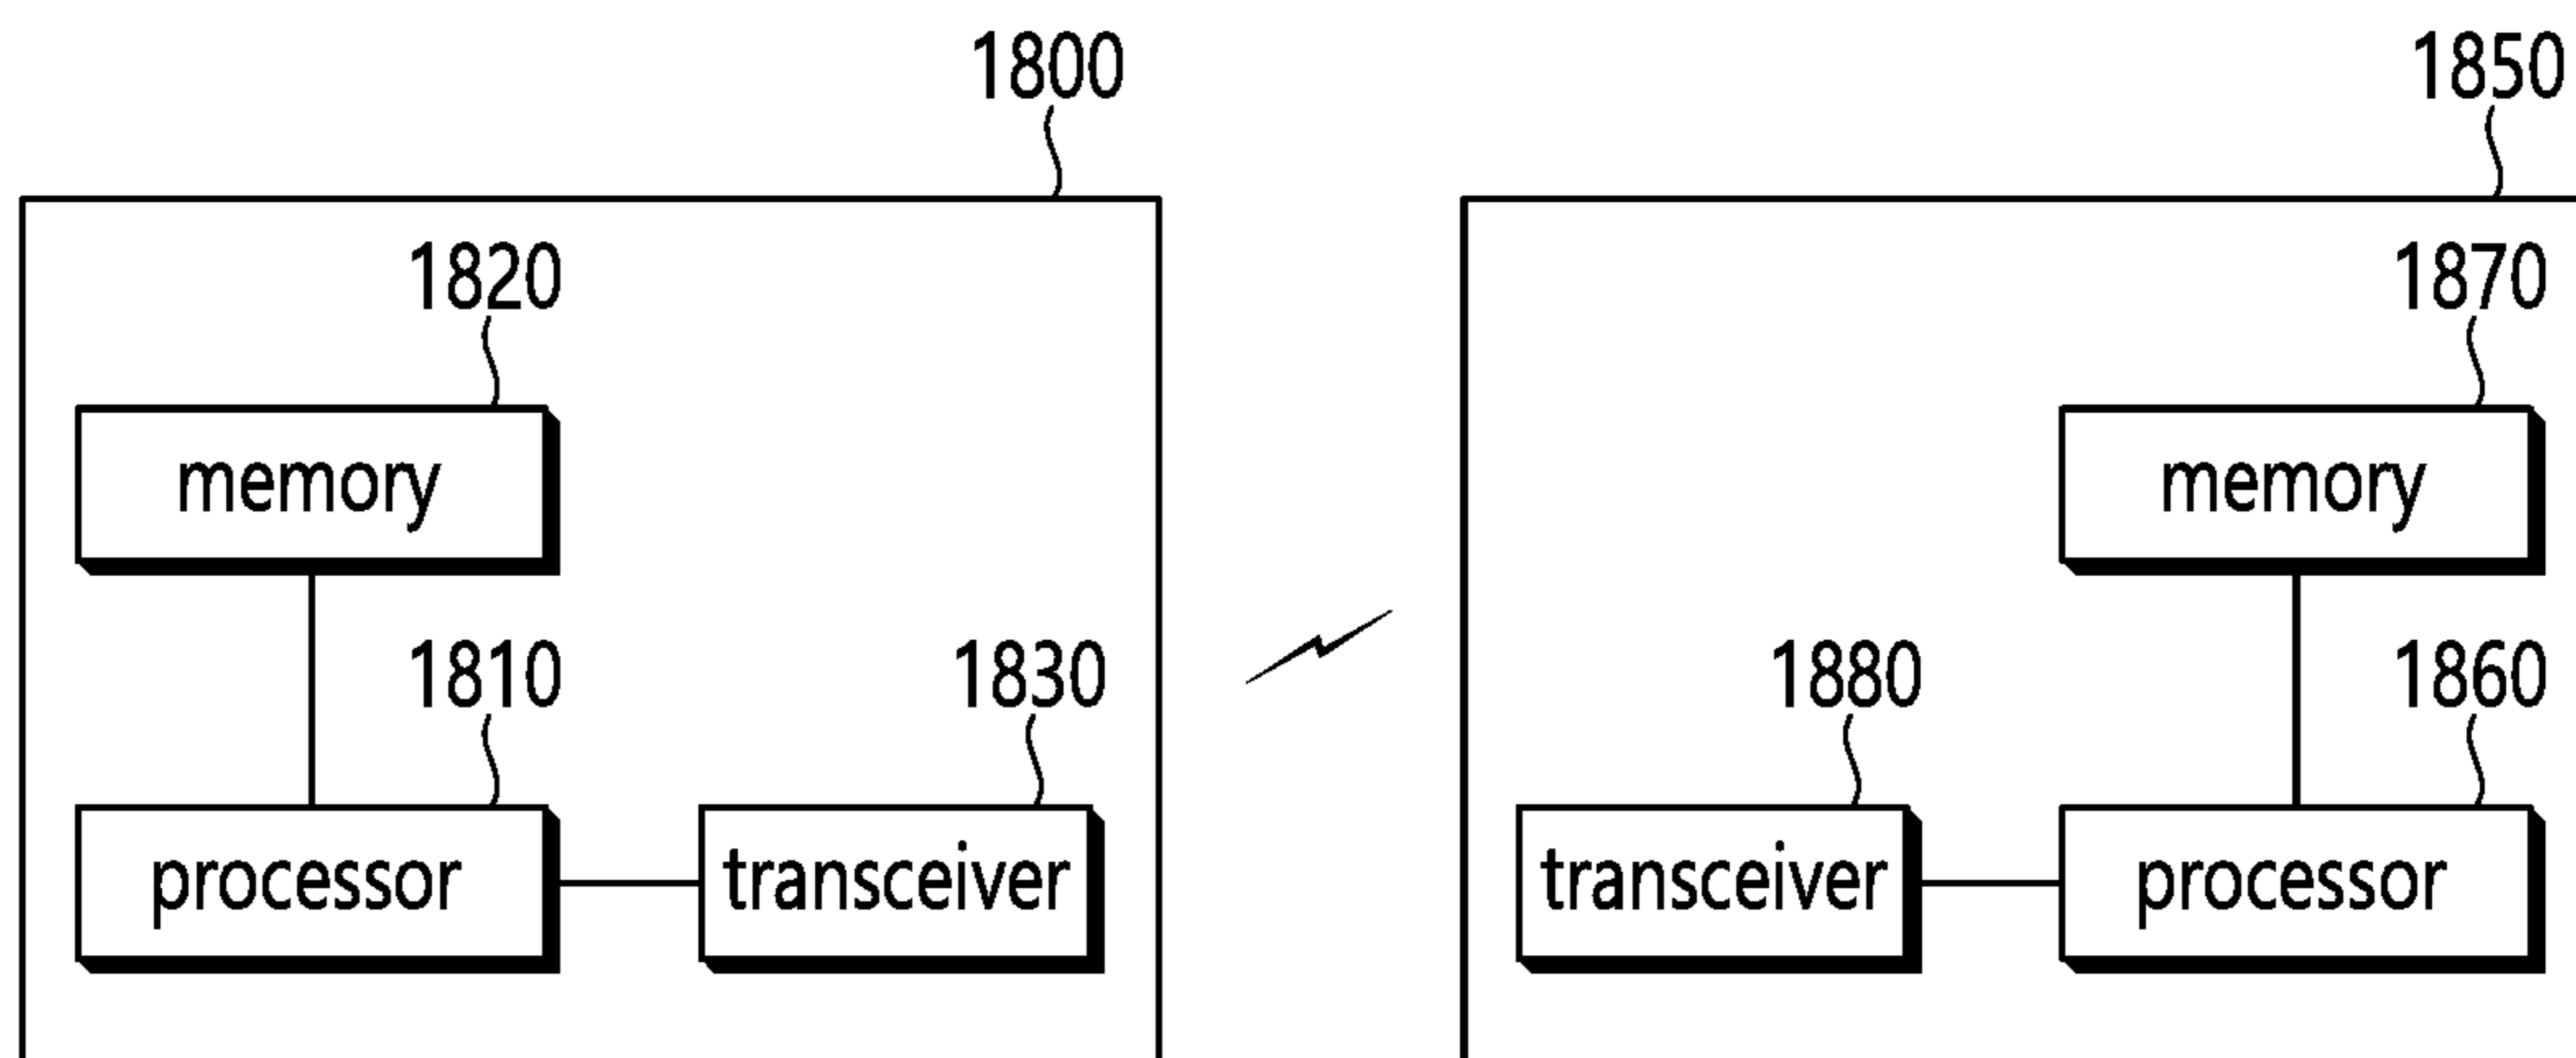 1800 1850
1820 1870
memory memory
1810 1830 1880 1860
processor transceiver transceiver processor